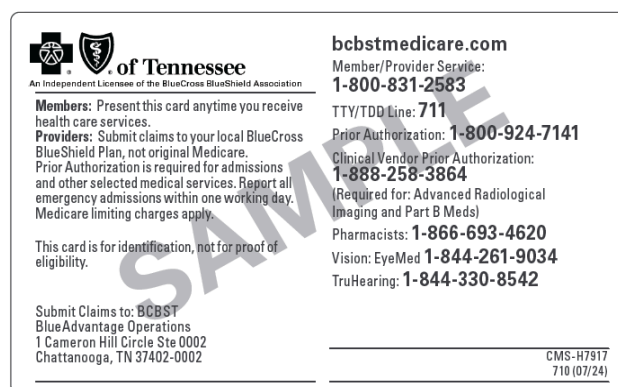 of Tennessee
An Independent Licensee of the BlueCross BlueShield Association
Members: Present this card anytime you receive
health care services.
Providers: Submit claims to your local BlueCross
BlueShield Plan, not original Medicare.
Prior Authorization is required for admissions
and other selected medical services. Report all
emergency admissions within one working day.
Medicare limiting charges apply.
This card is for identification, not for proof of
eligibility.
Submit Claims to: BCBST
BlueAdvantage Operations
1 Cameron Hill Circle Ste 0002
Chattanooga, TN 37402-0002
bcbstmedicare.com
Member/Provider Service:
1-800-831-2583
TTY/TDD Line: 711
Prior Authorization: 1-800-924-7141
Clinical Vendor Prior Authorization:
1-888-258-3864
(Required for: Advanced Radiological
Imaging and Part B Meds)
Pharmacists: 1-866-693-4620
Vision: EyeMed 1-844-261-9034
TruHearing: 1-844-330-8542
CMS-H7917
710 (07/24)
SAMPLE